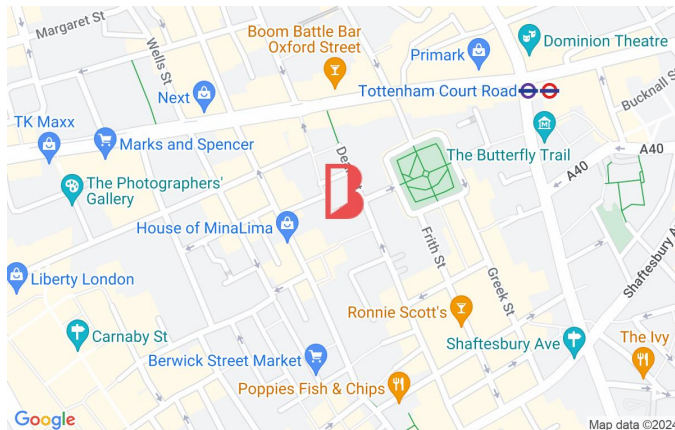 Margaret St
Wells St
Boom Battle Bar
Oxford Street
Primark
Dominion Theatre
Next
Tottenham Court Road
Bucknall S
TK Maxx
Marks and Spencer
A40
The Butterfly Trail
A40
The Photographers'
Gallery
House of MinaLima
Frith St
Greek St
Shaftesbury A
Liberty London
Ronnie Scott's
Carnaby St
Shaftesbury Ave
The Ivy
Berwick Street Market
Poppies Fish & Chips
Google
Map data ©2024